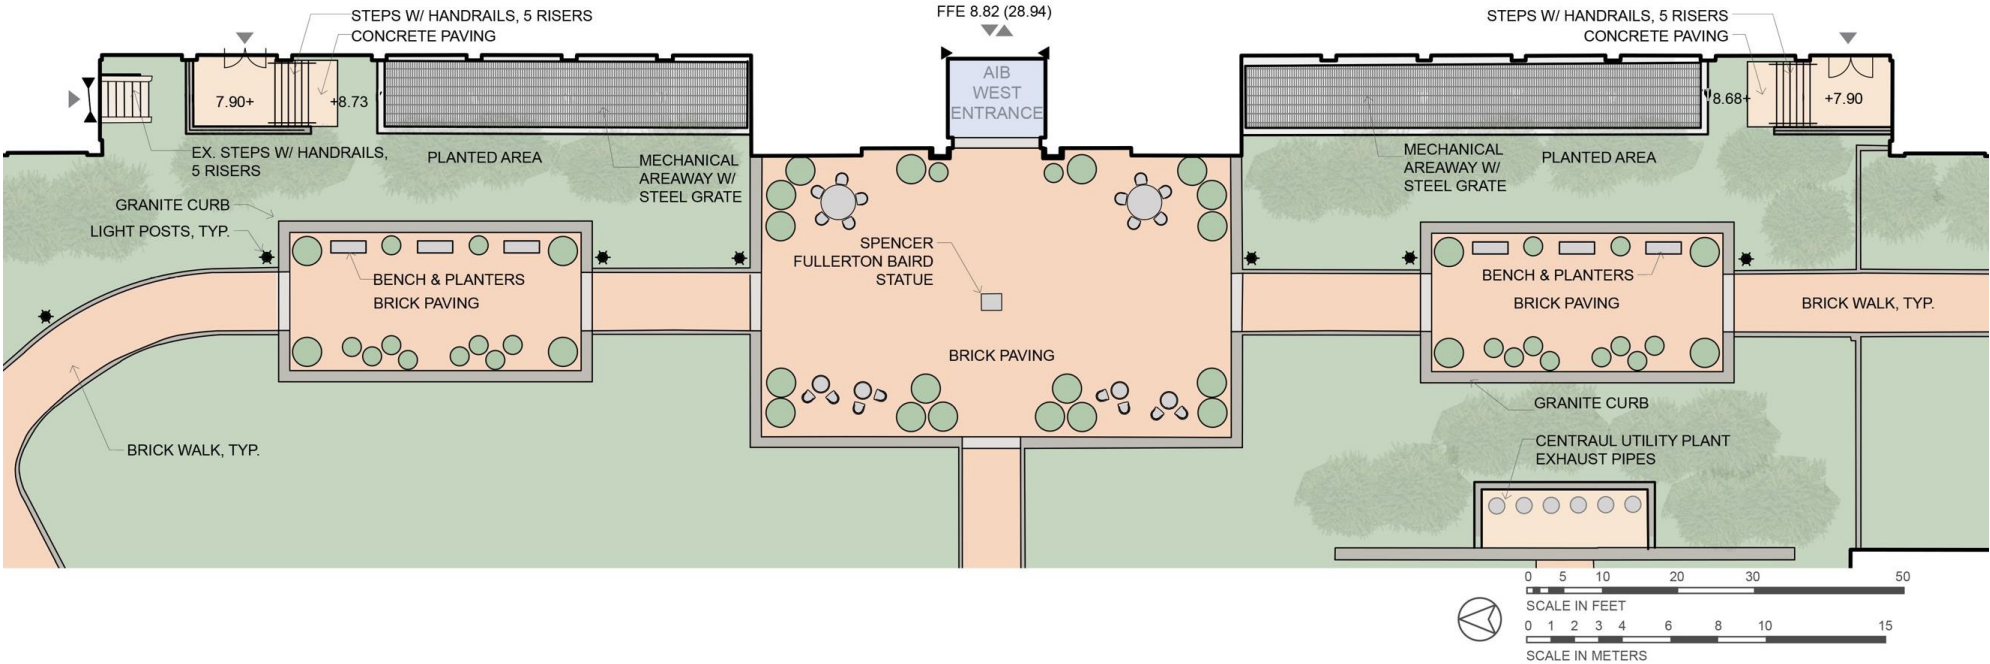 STEPS W/ HANDRAILS, 5 RISERS
CONCRETE PAVING
FFE 8.82 (28.94)
STEPS W/ HANDRAILS, 5 RISERS
CONCRETE PAVING
7.90+
+8.73
AIB
WEST
ENTRANCE
8.68+
+7.90
EX. STEPS W/ HANDRAILS,
5 RISERS
PLANTED AREA
MECHANICAL
AREAWAY W/
STEEL GRATE
MECHANICAL
AREAWAY W/
STEEL GRATE
PLANTED AREA
GRANITE CURB
LIGHT POSTS, TYP.
SPENCER
FULLERTON BAIRD
STATUE
BENCH & PLANTERS
BRICK PAVING
BENCH & PLANTERS
BRICK PAVING
BRICK WALK, TYP.
BRICK PAVING
GRANITE CURB
BRICK WALK, TYP.
CENTRAUL UTILITY PLANT
EXHAUST PIPES
0 5 10 20 30 50
SCALE IN FEET
0 1 2 3 4 6 8 10 15
SCALE IN METERS